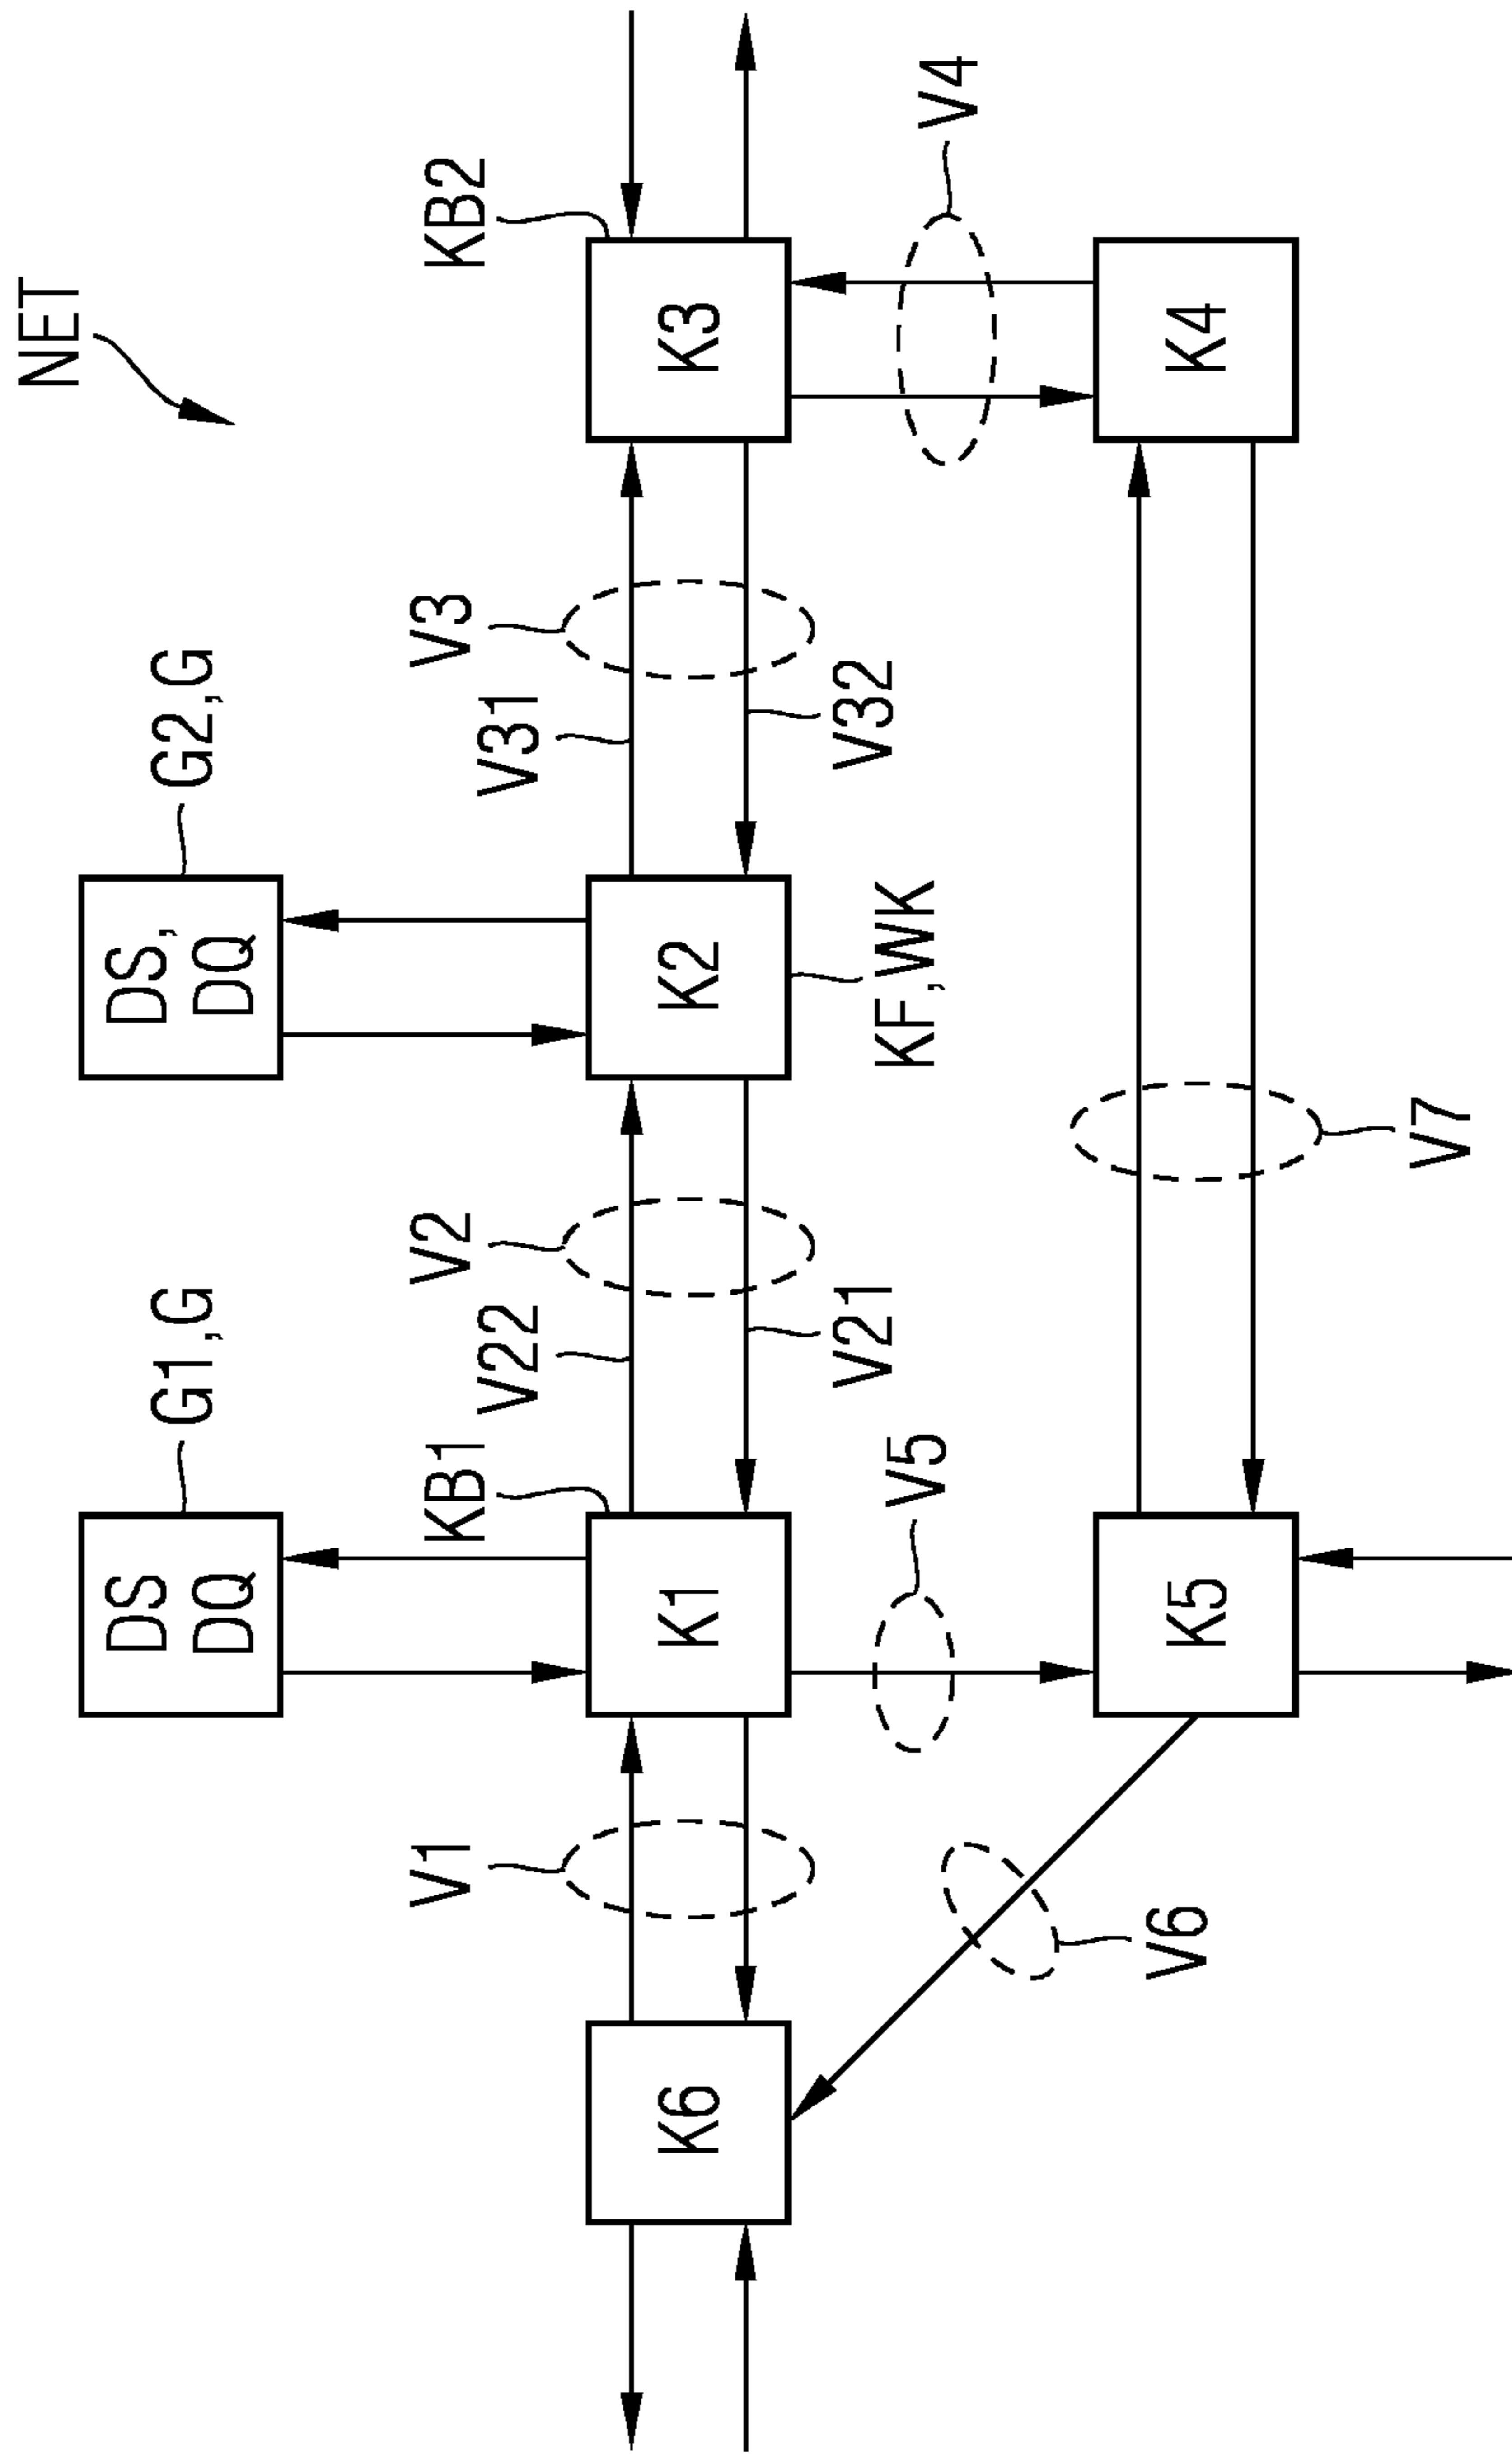 NET
G1,G
G2,G
DS
DQ
DS,
DQ
V1
KB1
V2
V22
V3
V31
KB2
K6
K1
K2
K3
V21
V32
KF,WK
V5
V4
V6
K5
K4
V7